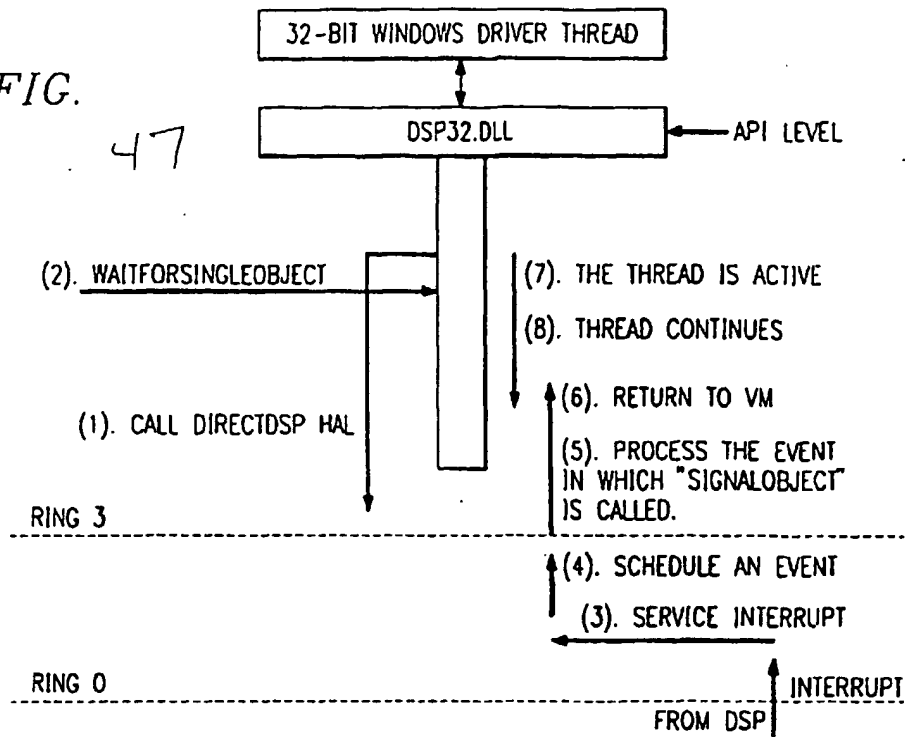 32-BIT WINDOWS DRIVER THREAD
FIG.
47
DSP32.DLL
API LEVEL
(2). WAITFORSINGLEOBJECT
(7). THE THREAD IS ACTIVE
(8). THREAD CONTINUES
(1). CALL DIRECTDSP HAL
(6). RETURN TO VM
(5). PROCESS THE EVENT
IN WHICH "SIGNALOBJECT"
IS CALLED.
RING 3
(4). SCHEDULE AN EVENT
(3). SERVICE INTERRUPT
RING 0
INTERRUPT
FROM DSP